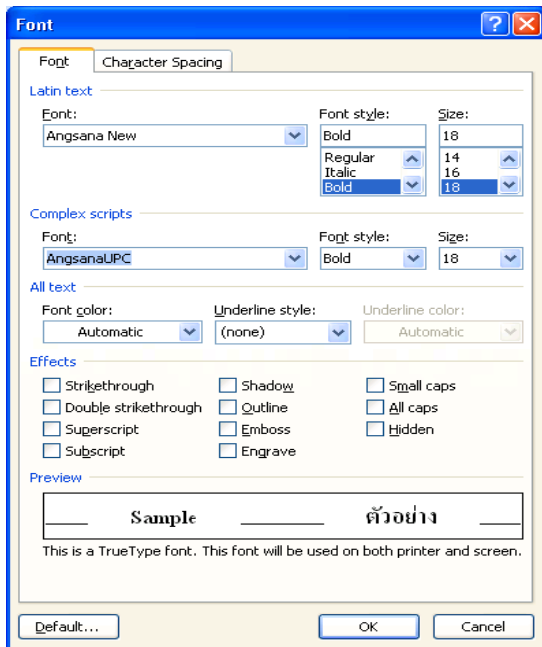 Font
Font Character Spacing
Latin text
Font: Font style: Size:
Angsana New Bold 18
Regular 14
Italic 16
Bold 18
Complex scripts
Font: Font style: Size:
AngsanaUPC Bold 18
All text
Font color: Underline style: Underline color:
Automatic (none) Automatic
Effects
Strikethrough Shadow Small caps
Double strikethrough Outline All caps
Superscript Emboss Hidden
Subscript Engrave
Preview
Sample ตัวอย่าง
This is a TrueType font. This font will be used on both printer and screen.
Default... OK Cancel